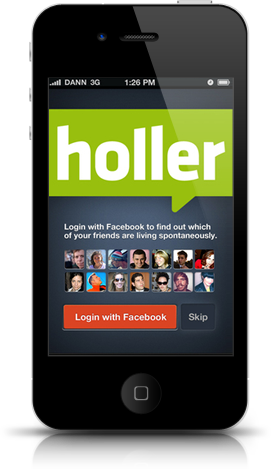 DANN 3G 1:26 PM
holler
Login with Facebook to find out which
of your friends are living spontaneously.
Login with Facebook Skip